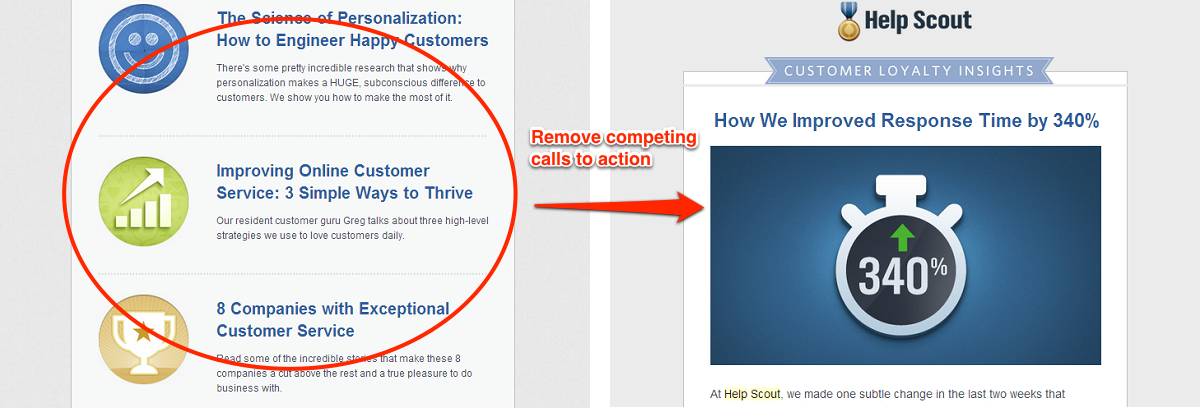 The Science of Personalization:
How to Engineer Happy Customers
There's some pretty incredible research that shows why
personalization makes a HUGE, subconscious difference to
customers. We show you how to make the most of it.
Improving Online Customer
Service: 3 Simple Ways to Thrive
Our resident customer guru Greg talks about three high-level
strategies we use to love customers daily.
8 Companies with Exceptional
Customer Service
Read some of the incredible stories that make these 8
companies a cut above the rest and a true pleasure to do
business with.
Remove competing
calls to action
Help Scout
CUSTOMER LOYALTY INSIGHTS
How We Improved Response Time by 340%
340%
At Help Scout, we made one subtle change in the last two weeks that